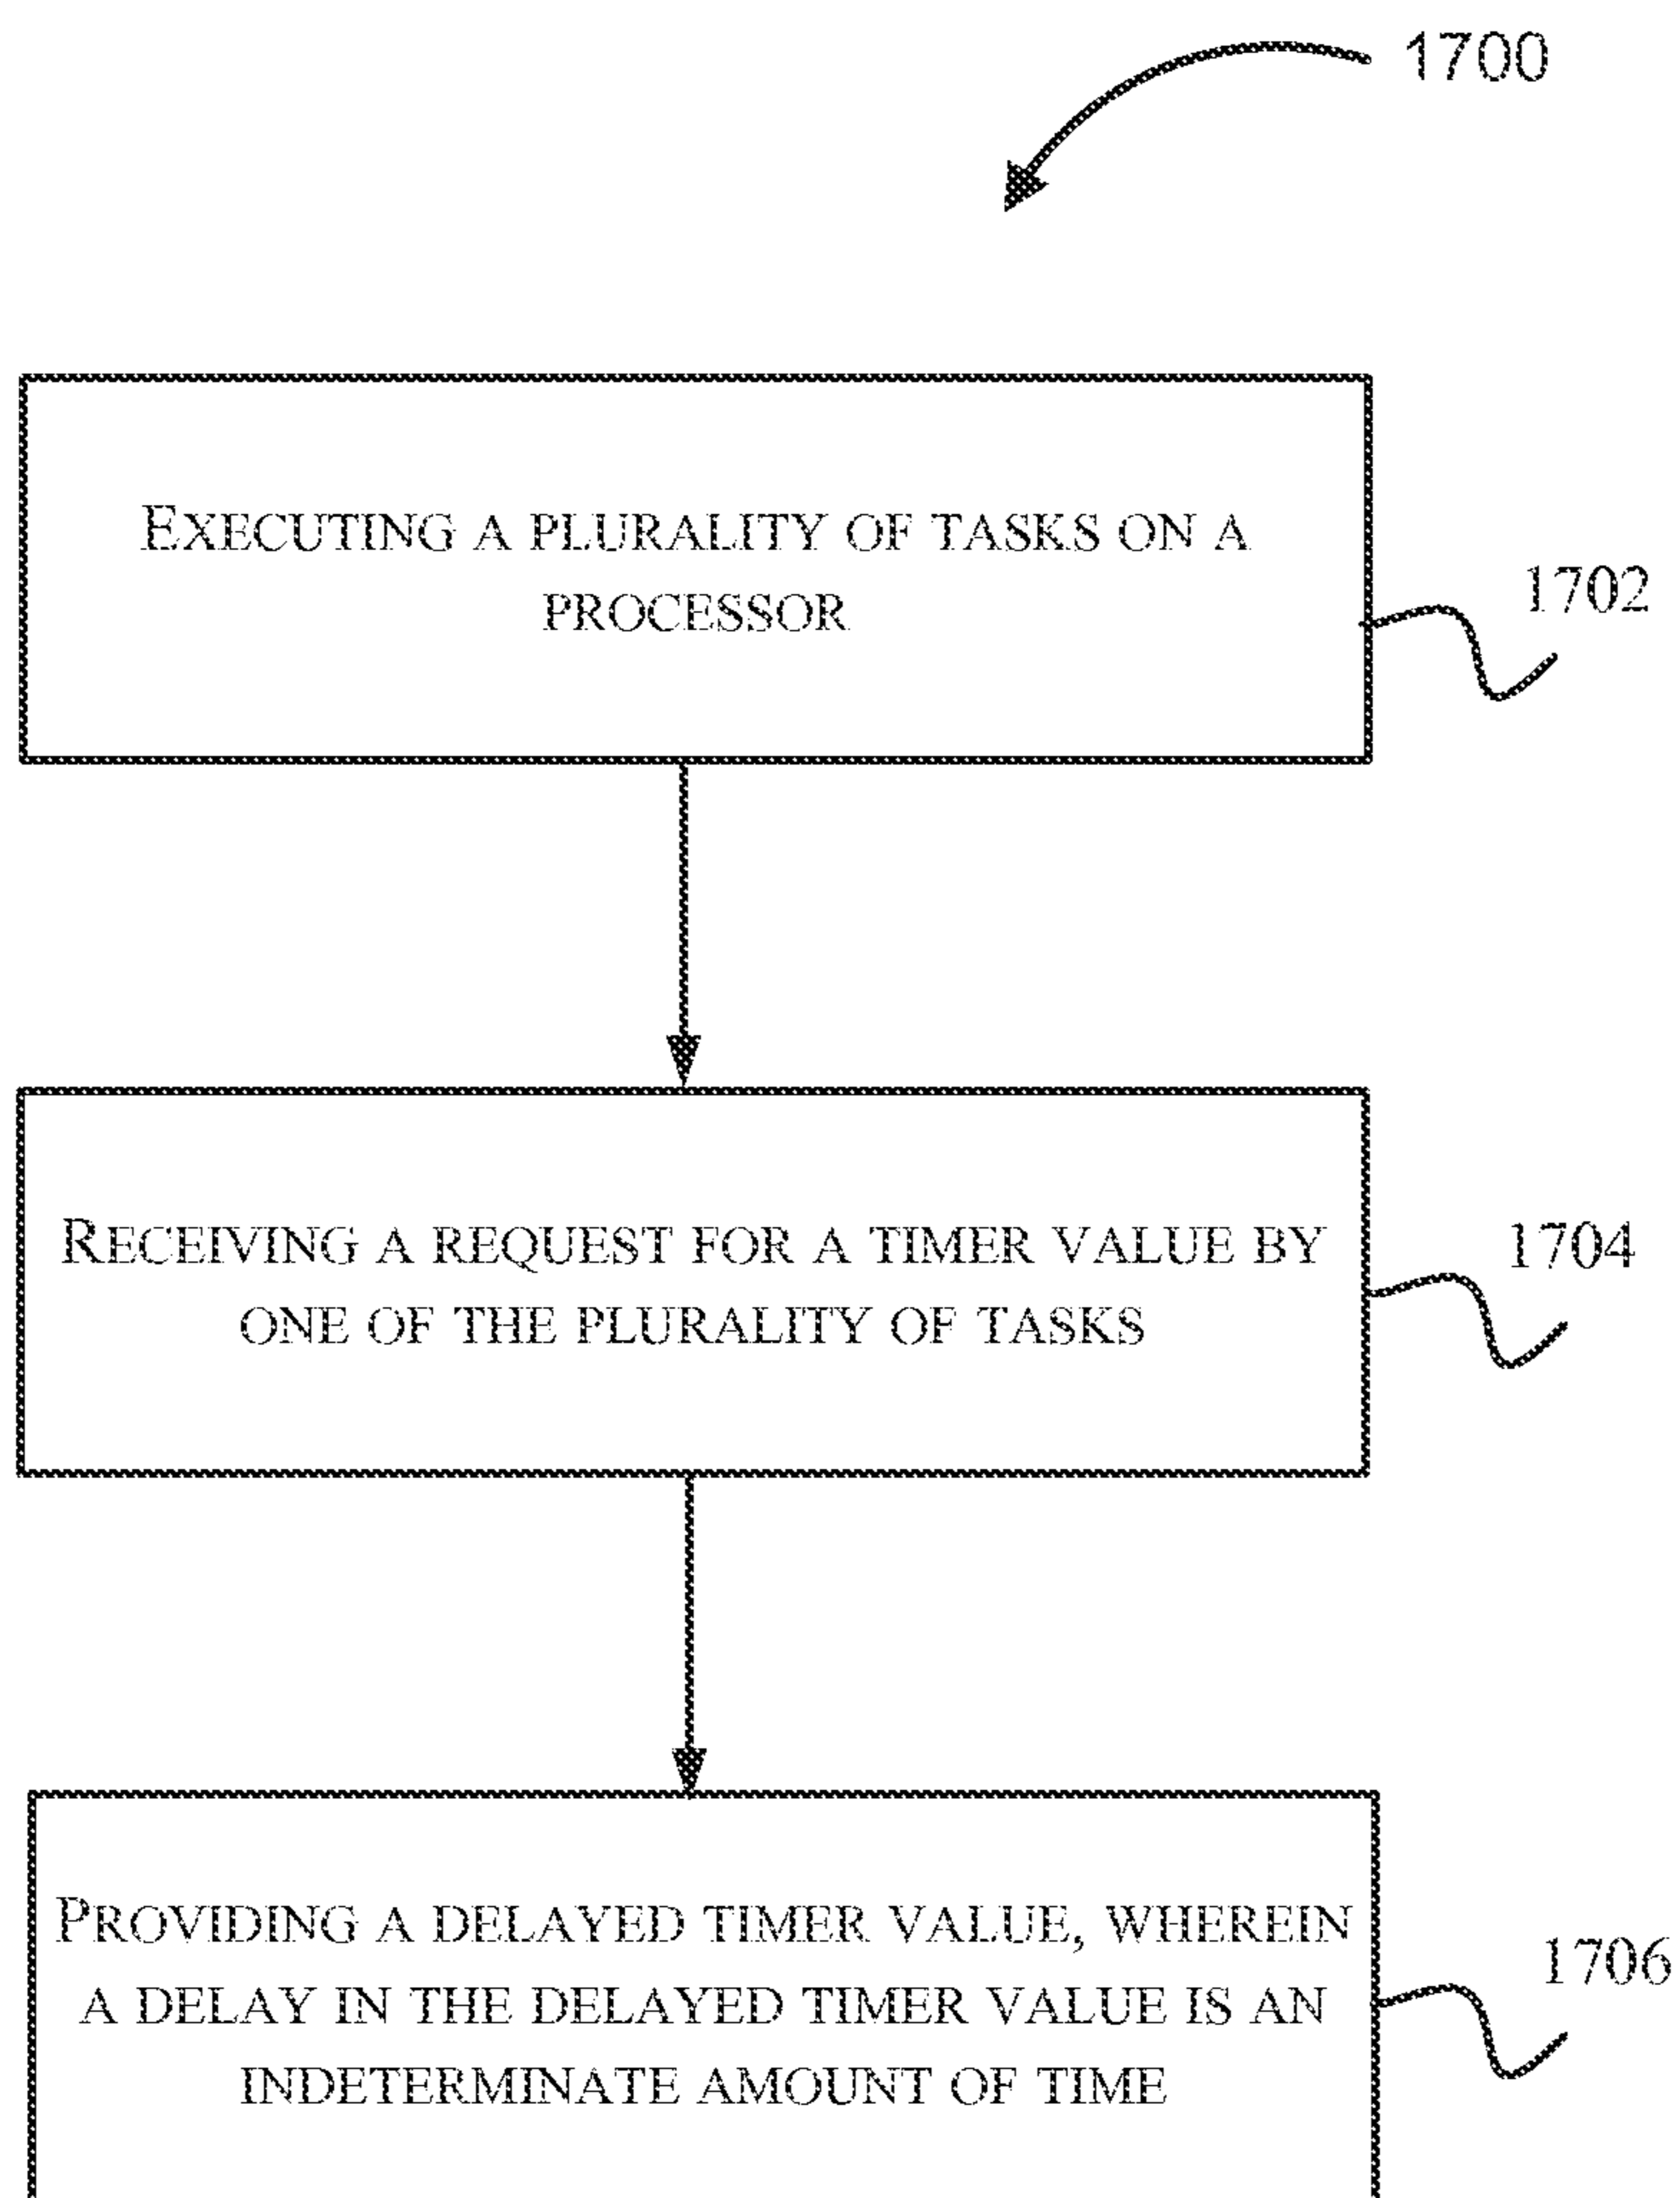 1700
EXECUTING A PLURALITY OF TASKS ON A
PROCESSOR
1702
RECEIVING A REQUEST FOR A TIMER VALUE BY
ONE OF THE PLURALITY OF TASKS
1704
PROVIDING A DELAYED TIMER VALUE, WHEREIN
A DELAY IN THE DELAYED TIMER VALUE IS AN
INDETERMINATE AMOUNT OF TIME
1706